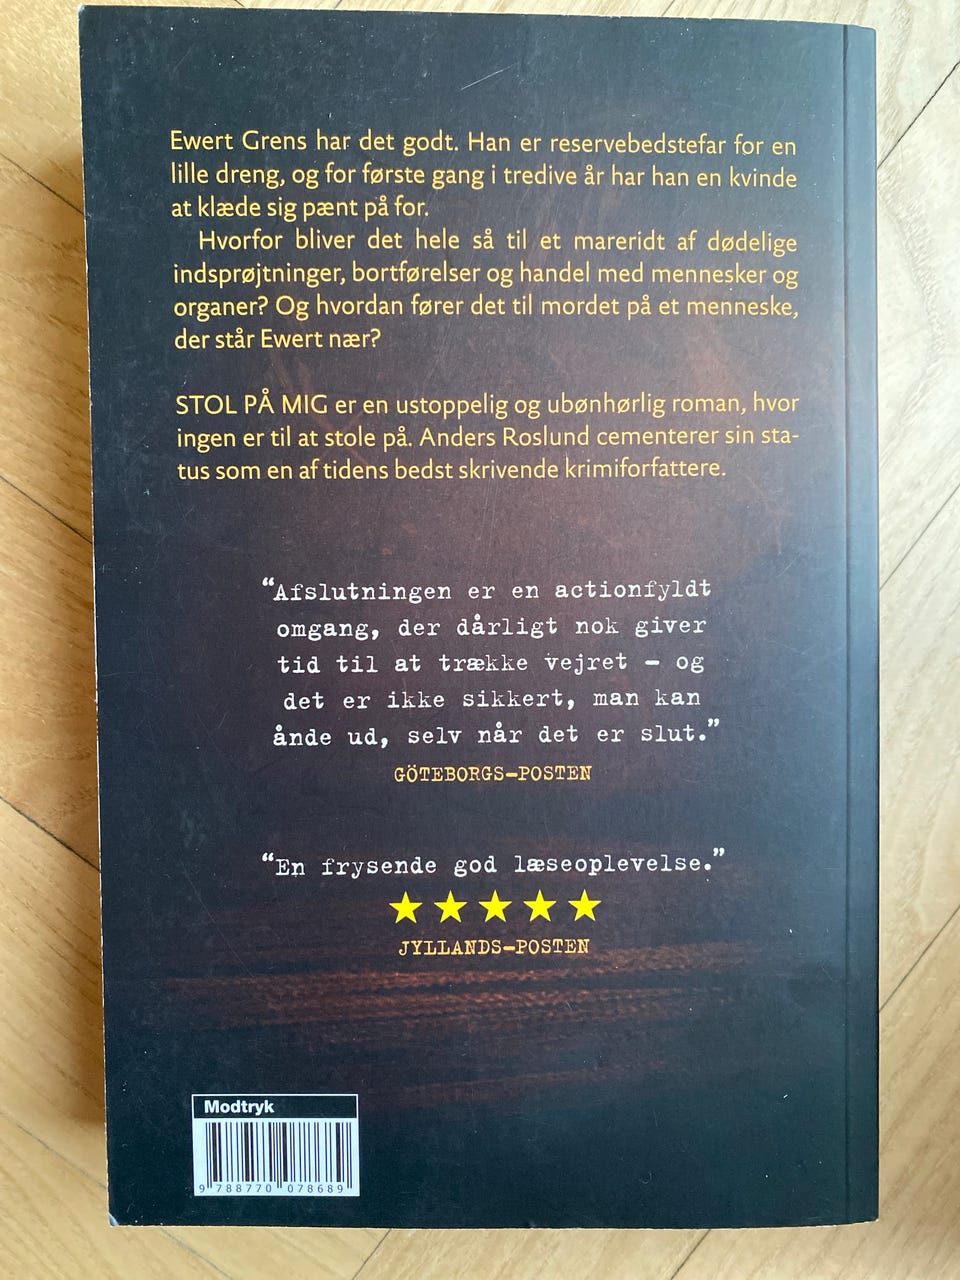 Ewert Grens har det godt. Han er reservebedstefar for en
lille dreng, og for første gang i tredive år har han en kvinde
at klæde sig pænt på for.
Hvorfor bliver det hele så til et mareridt af dødelige
indsprøjtninger, bortførelser og handel med mennesker og
organer? Og hvordan fører det til mordet på et menneske,
der står Ewert nær?
STOL PÅ MIG er en ustoppelig og ubønhørlig roman, hvor
ingen er til at stole på. Anders Roslund cementerer sin sta-
tus som en af tidens bedst skrivende krimiforfattere.
“Afslutningen er en actionfyldt
omgang, der dårligt nok giver
tid til at trække vejret – og
det er ikke sikkert, man kan
ånde ud, selv når det er slut.”
GÖTEBORGS-POSTEN
“En frysende god læseoplevelse.”
JYLLANDS-POSTEN
Modtryk
9 788770 078689